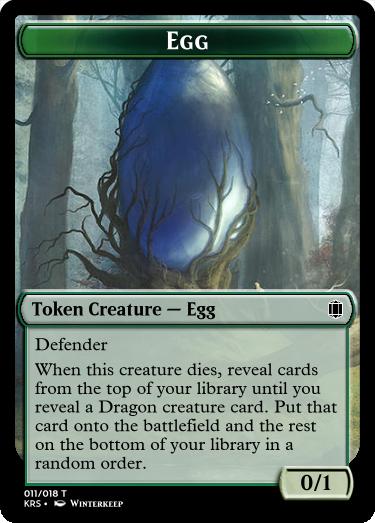 Egg
Token Creature — Egg
Defender
When this creature dies, reveal cards
from the top of your library until you
reveal a Dragon creature card. Put that
card onto the battlefield and the rest
on the bottom of your library in a
random order.
0/1
011/018 T
KRS • Winterkeep